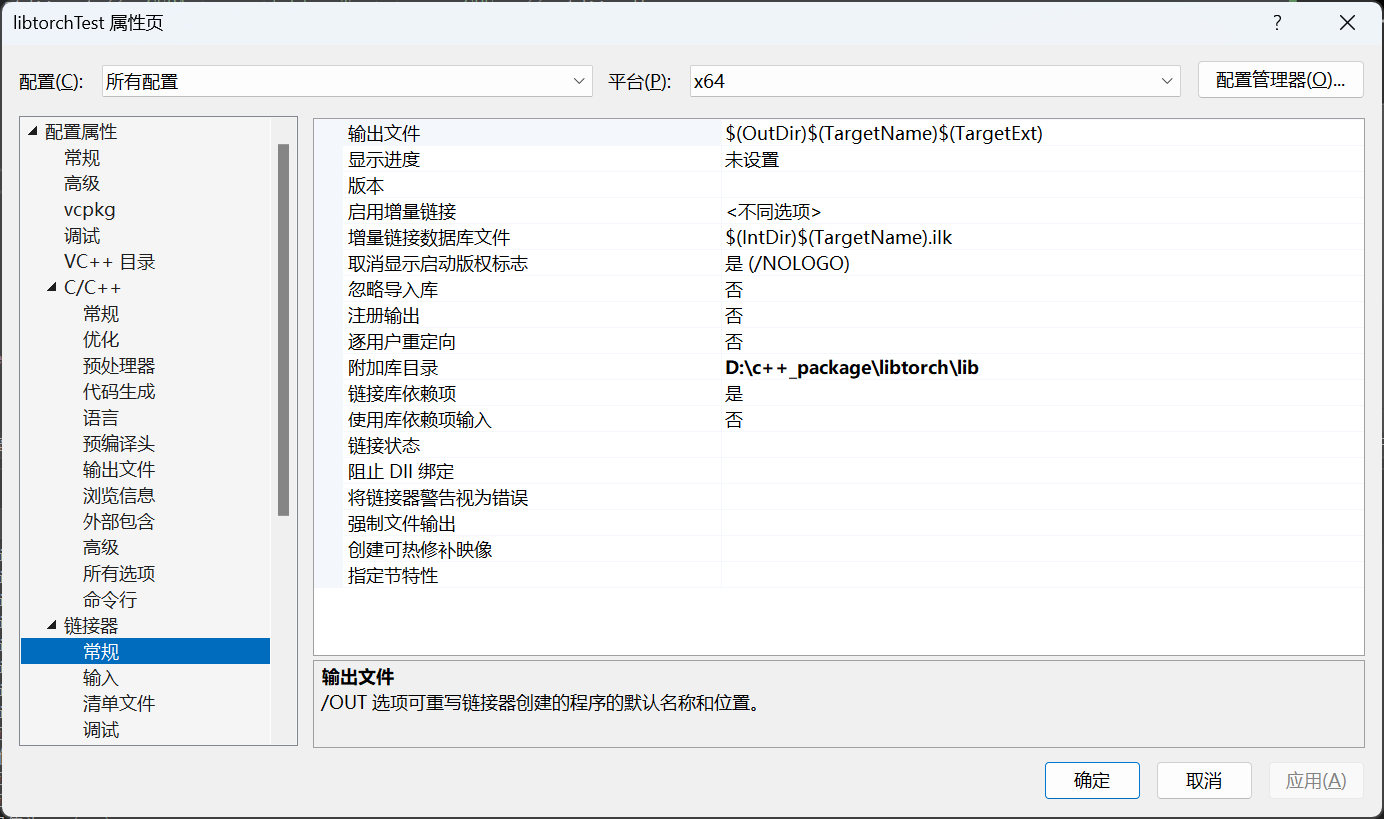 libtorchTest 属性页
?
配置(C): 所有配置 平台(P): x64 配置管理器(O)...
配置属性
常规
高级
vcpkg
调试
VC++ 目录
C/C++
常规
优化
预处理器
代码生成
语言
预编译头
输出文件
浏览信息
外部包含
高级
所有选项
命令行
链接器
常规
输入
清单文件
调试
输出文件 $(OutDir)$(TargetName)$(TargetExt)
显示进度 未设置
版本
启用增量链接 <不同选项>
增量链接数据库文件 $(IntDir)$(TargetName).ilk
取消显示启动版权标志 是 (/NOLOGO)
忽略导入库 否
注册输出 否
逐用户重定向 否
附加库目录 D:\c++_package\libtorch\lib
链接库依赖项 是
使用库依赖项输入 否
链接状态
阻止 Dll 绑定
将链接器警告视为错误
强制文件输出
创建可热修补映像
指定节特性
输出文件
/OUT 选项可重写链接器创建的程序的默认名称和位置。
确定 取消 应用(A)